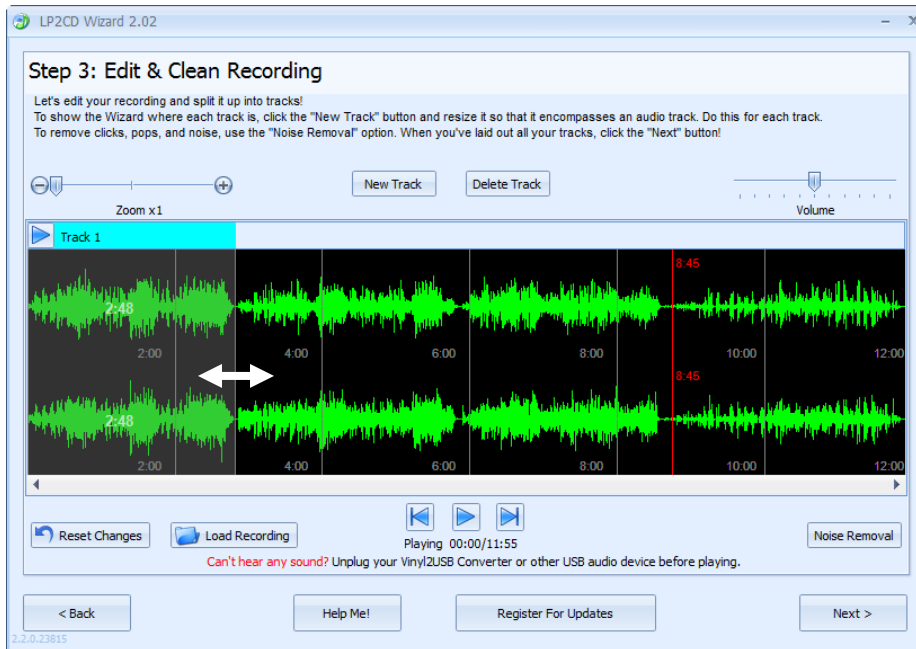 LP2CD Wizard 2.02
Step 3: Edit & Clean Recording
Let's edit your recording and split it up into tracks!
To show the Wizard where each track is, click the "New Track" button and resize it so that it encompasses an audio track. Do this for each track.
To remove clicks, pops, and noise, use the "Noise Removal" option. When you've laid out all your tracks, click the "Next" button!
New Track Delete Track
Zoom x1 Volume
Track 1
8:45
2:48
2:00 4:00 6:00 8:00 10:00 12:00
8:45
2:48
2:00 4:00 6:00 8:00 10:00 12:00
Reset Changes Load Recording Noise Removal
Playing 00:00/11:55
Can't hear any sound? Unplug your Vinyl2USB Converter or other USB audio device before playing.
< Back Help Me! Register For Updates Next >
2.2.0.23815